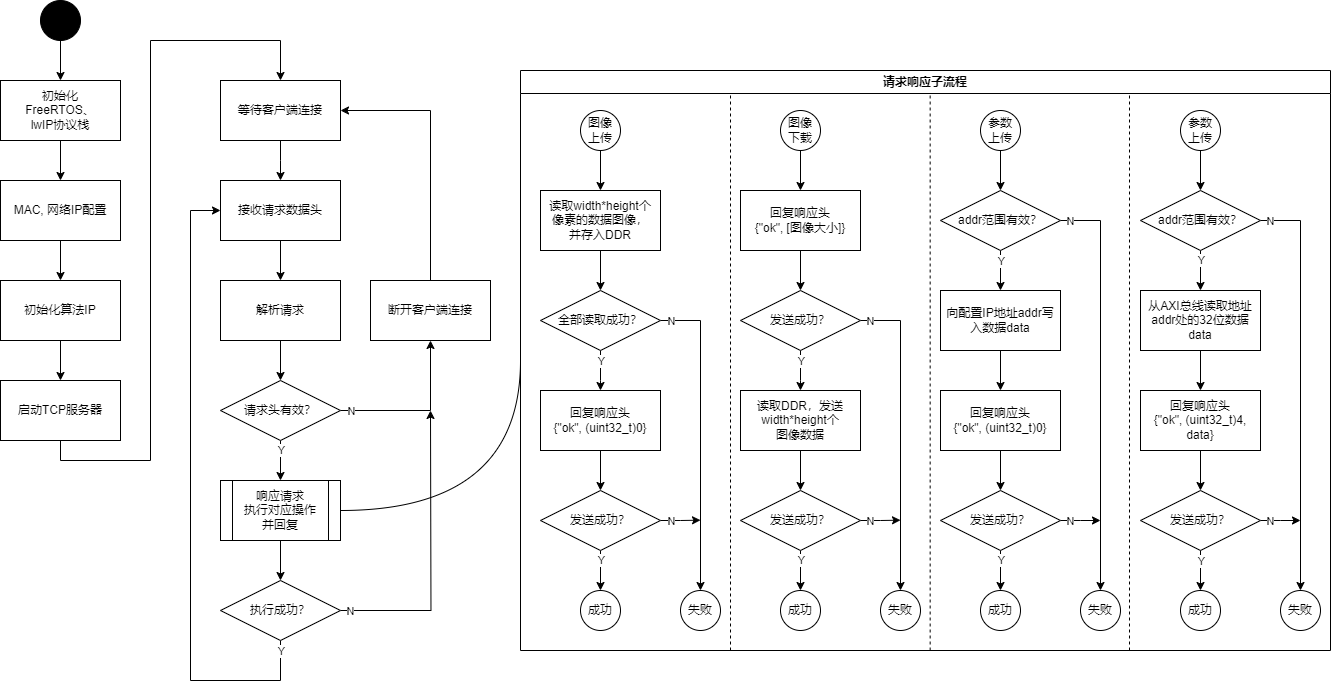 初始化
FreeRTOS、
lwIP协议栈
MAC, 网络IP配置
初始化算法IP
启动TCP服务器
等待客户端连接
接收请求数据头
解析请求
断开客户端连接
请求头有效？
N
Y
响应请求
执行对应操作
并回复
执行成功？
N
Y
请求响应子流程
图像
上传
读取width*height个
像素的数据图像，
并存入DDR
全部读取成功？
N
Y
回复响应头
{"ok", (uint32_t)0}
发送成功？
N
Y
成功
失败
图像
下载
回复响应头
{"ok", [图像大小]}
发送成功？
N
Y
读取DDR，发送
width*height个
图像数据
发送成功？
N
Y
成功
失败
参数
上传
addr范围有效？
N
Y
向配置IP地址addr写
入数据data
回复响应头
{"ok", (uint32_t)0}
发送成功？
N
Y
成功
失败
参数
上传
addr范围有效？
N
Y
从AXI总线读取地址
addr处的32位数据
data
回复响应头
{"ok", (uint32_t)4,
data}
发送成功？
N
Y
成功
失败